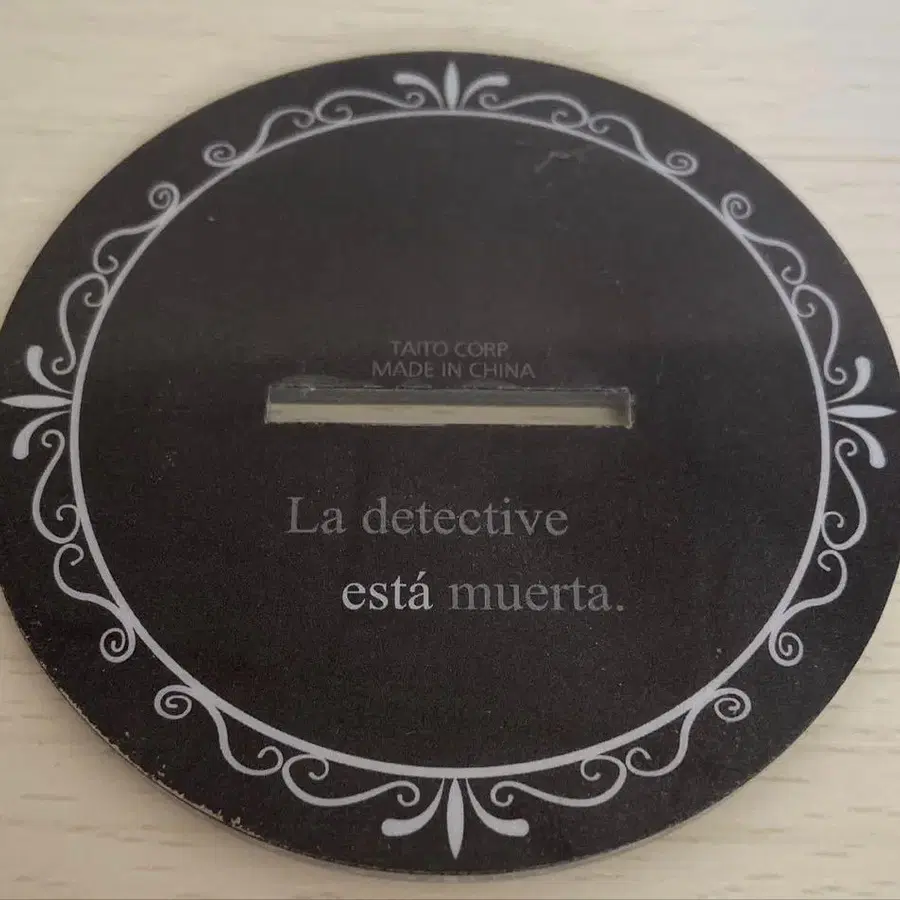 TAITO CORP.
MADE IN CHINA
La detective
está muerta.